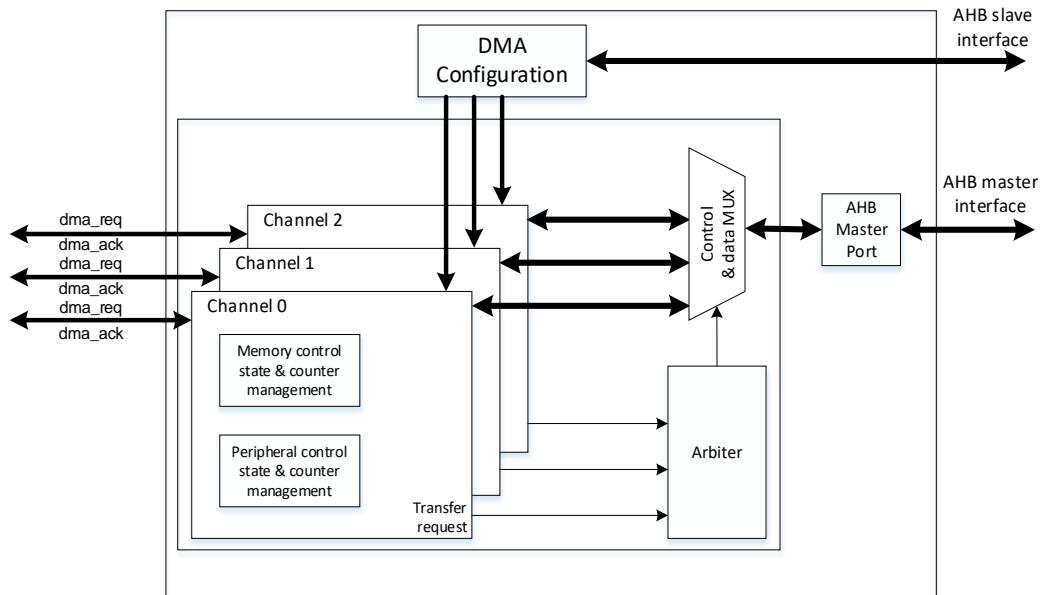 AHB slave
interface
DMA
Configuration
AHB master
interface
Control
& data MUX
AHB
Master
Port
dma_req
dma_ack
dma_req
dma_ack
dma_req
dma_ack
Channel 2
Channel 1
Channel 0
Memory control
state & counter
management
Peripheral control
state & counter
management
Transfer
request
Arbiter